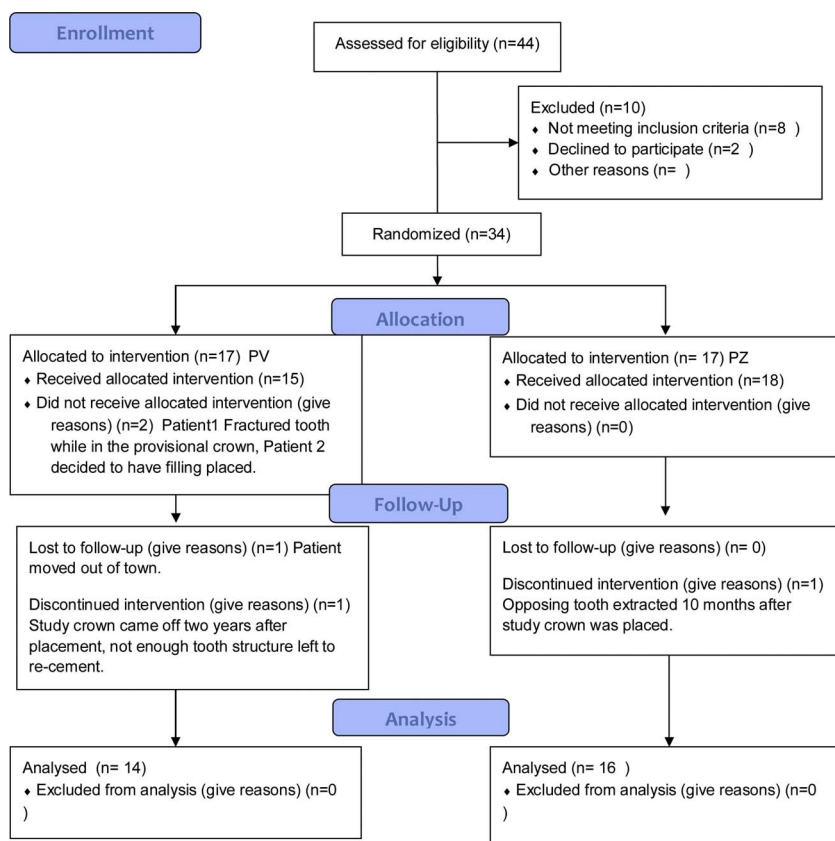 Enrollment
Assessed for eligibility (n=44)
Excluded (n=10)
♦ Not meeting inclusion criteria (n=8 )
♦ Declined to participate (n=2 )
♦ Other reasons (n= )
Randomized (n=34)
Allocation
Allocated to intervention (n=17) PV
♦ Received allocated intervention (n=15)
♦ Did not receive allocated intervention (give
reasons) (n=2) Patient1 Fractured tooth
while in the provisional crown, Patient 2
decided to have filling placed.
Allocated to intervention (n= 17) PZ
♦ Received allocated intervention (n=18)
♦ Did not receive allocated intervention (give
reasons) (n=0)
Follow-Up
Lost to follow-up (give reasons) (n=1) Patient
moved out of town.
Discontinued intervention (give reasons) (n=1)
Study crown came off two years after
placement, not enough tooth structure left to
re-cement.
Lost to follow-up (give reasons) (n= 0)
Discontinued intervention (give reasons) (n=1)
Opposing tooth extracted 10 months after
study crown was placed.
Analysis
Analysed (n= 14)
♦ Excluded from analysis (give reasons) (n=0
)
Analysed (n= 16 )
♦ Excluded from analysis (give reasons) (n=0
)